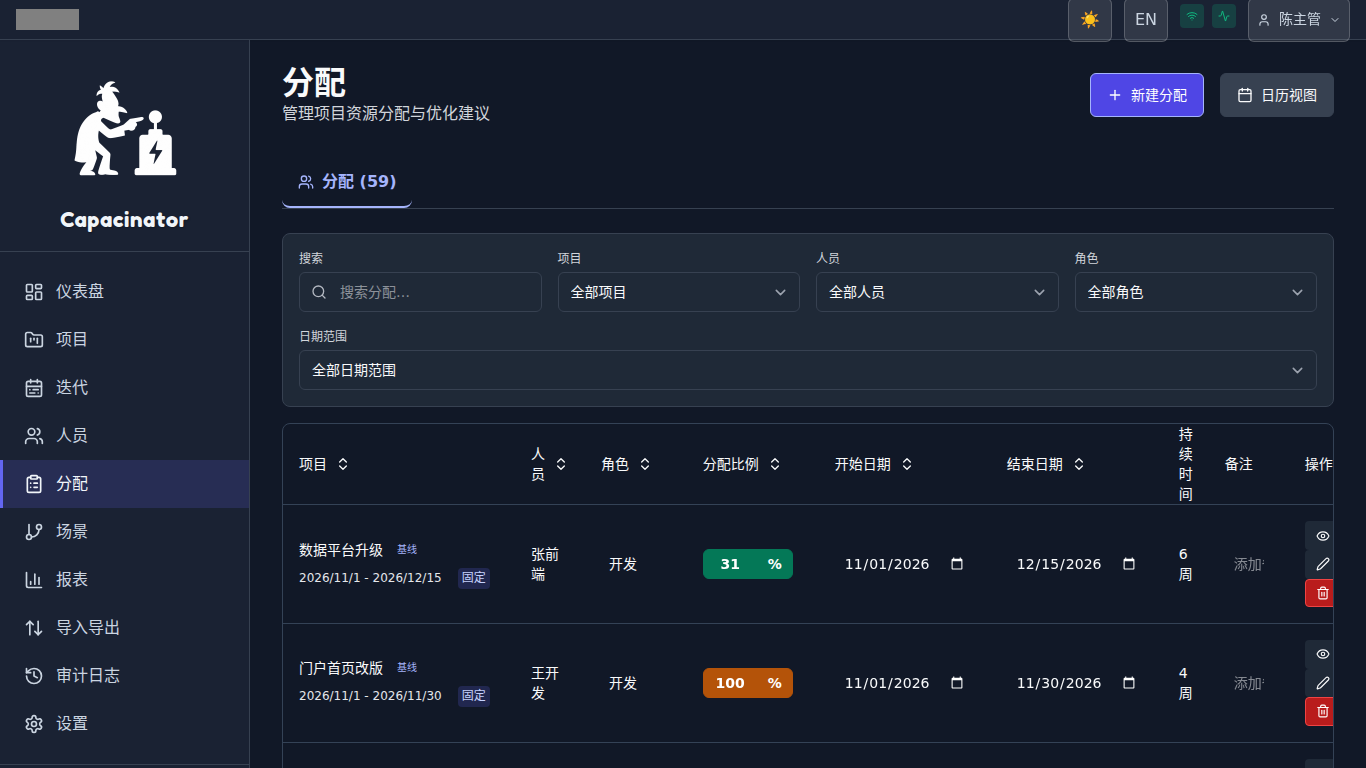 EN
陈主管
Capacinator
仪表盘
项目
迭代
人员
分配
场景
报表
导入导出
审计日志
设置
分配
管理项目资源分配与优化建议
新建分配
日历视图
分配 (59)
搜索
项目
人员
角色
搜索分配...
全部项目
全部人员
全部角色
日期范围
全部日期范围
项目
人员
角色
分配比例
开始日期
结束日期
持续时间
备注
操作
数据平台升级 基线
2026/11/1 - 2026/12/15 固定
张前端
开发
31 %
11/01/2026
12/15/2026
6周
添加
门户首页改版 基线
2026/11/1 - 2026/11/30 固定
王开发
开发
100 %
11/01/2026
11/30/2026
4周
添加